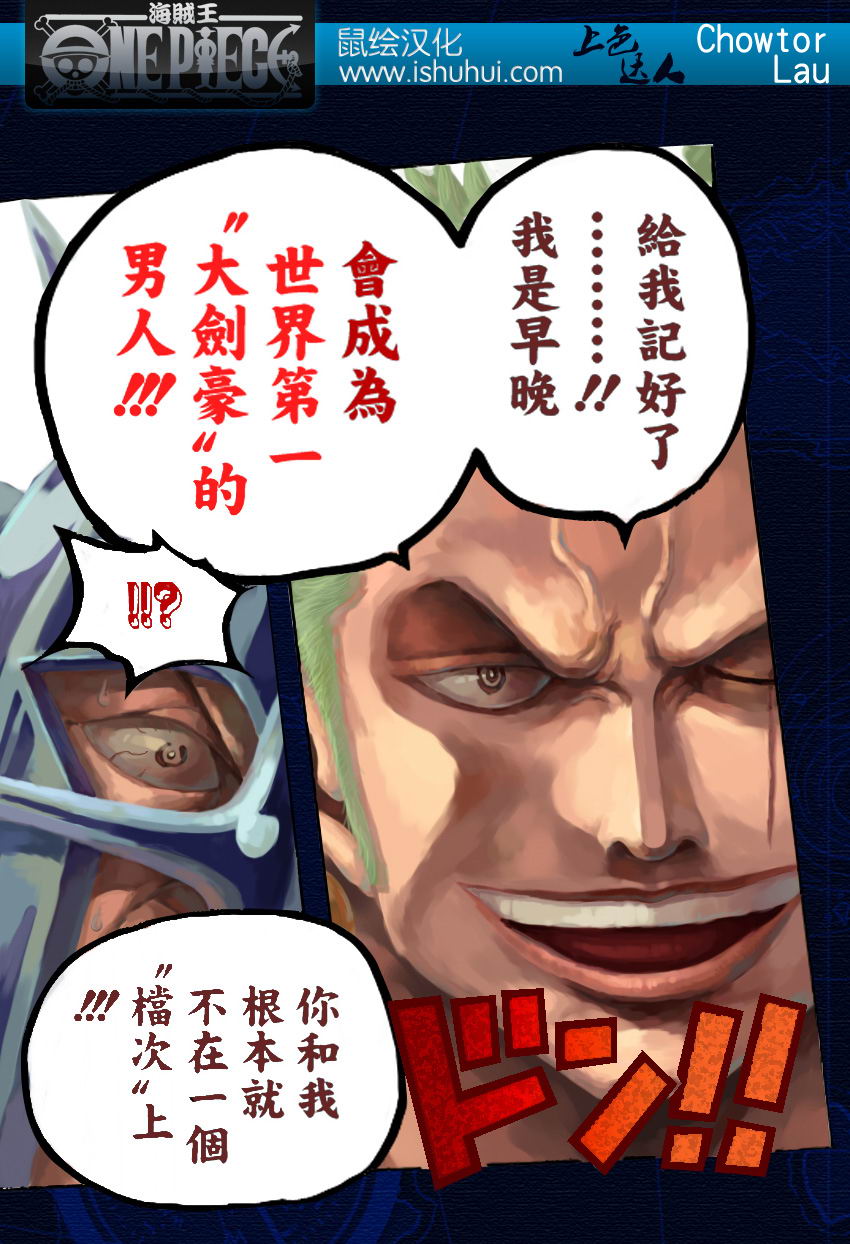 海賊王
ONE PIECE
鼠绘汉化
www.ishuhui.com
上色达人
Chowtor
Lau
給我記好了
………!!
我是早晚
會成為
世界第一
“大劍豪”的
男人!!!
!!?
你和我
根本就
不在一個
“檔次”上
!!!
ドン!!